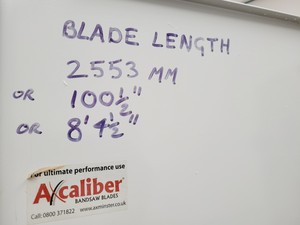 BLADE LENGTH
2553 MM
OR 100½"
OR 8'4½"
For ultimate performance use
Axcaliber
BANDSAW BLADES
Call: 0800 371822 www.axminster.co.uk